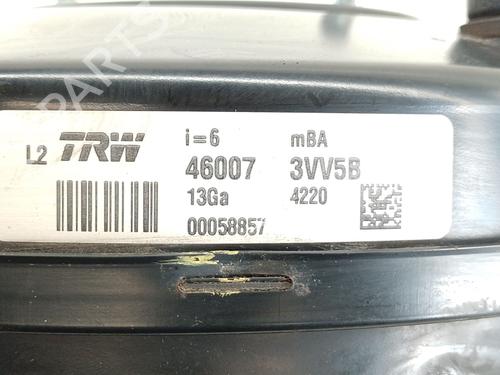 B-PARTS
i=6 mBA
L2 TRW 46007 3VV5B
13Ga 4220
00058857